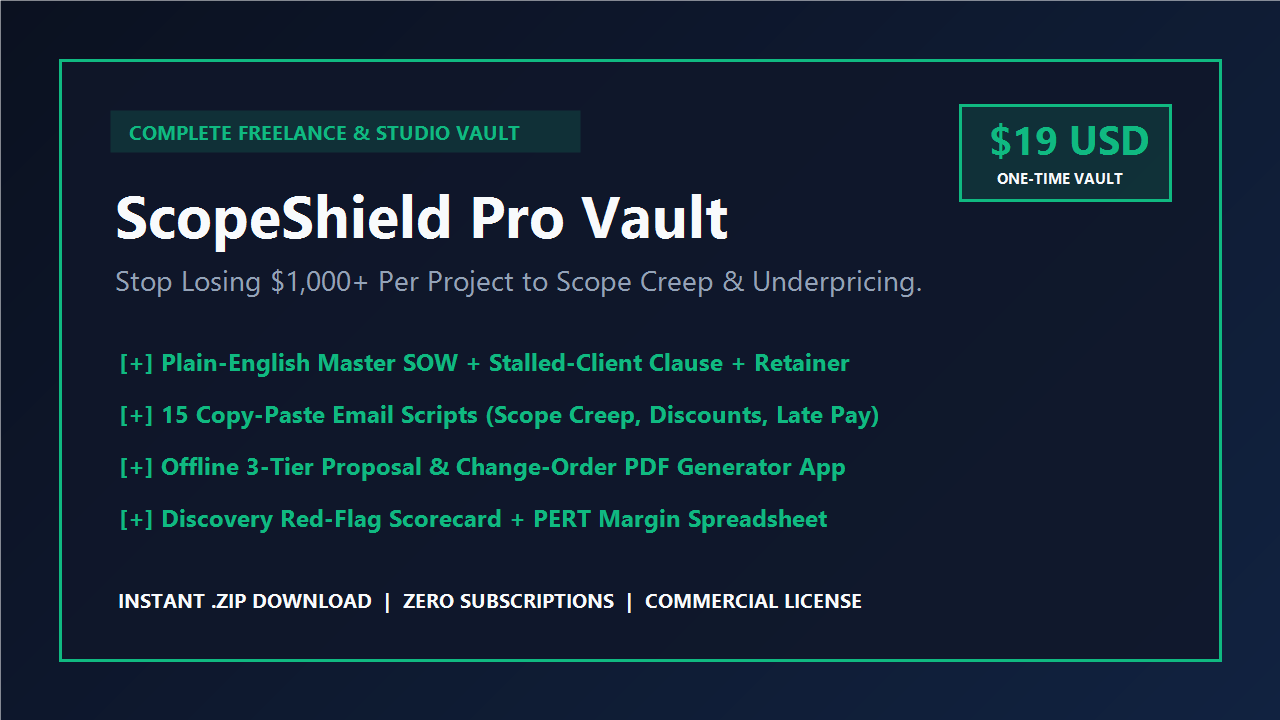 COMPLETE FREELANCE & STUDIO VAULT
$19 USD
ONE-TIME VAULT
ScopeShield Pro Vault
Stop Losing $1,000+ Per Project to Scope Creep & Underpricing.
[+] Plain-English Master SOW + Stalled-Client Clause + Retainer
[+] 15 Copy-Paste Email Scripts (Scope Creep, Discounts, Late Pay)
[+] Offline 3-Tier Proposal & Change-Order PDF Generator App
[+] Discovery Red-Flag Scorecard + PERT Margin Spreadsheet
INSTANT .ZIP DOWNLOAD | ZERO SUBSCRIPTIONS | COMMERCIAL LICENSE